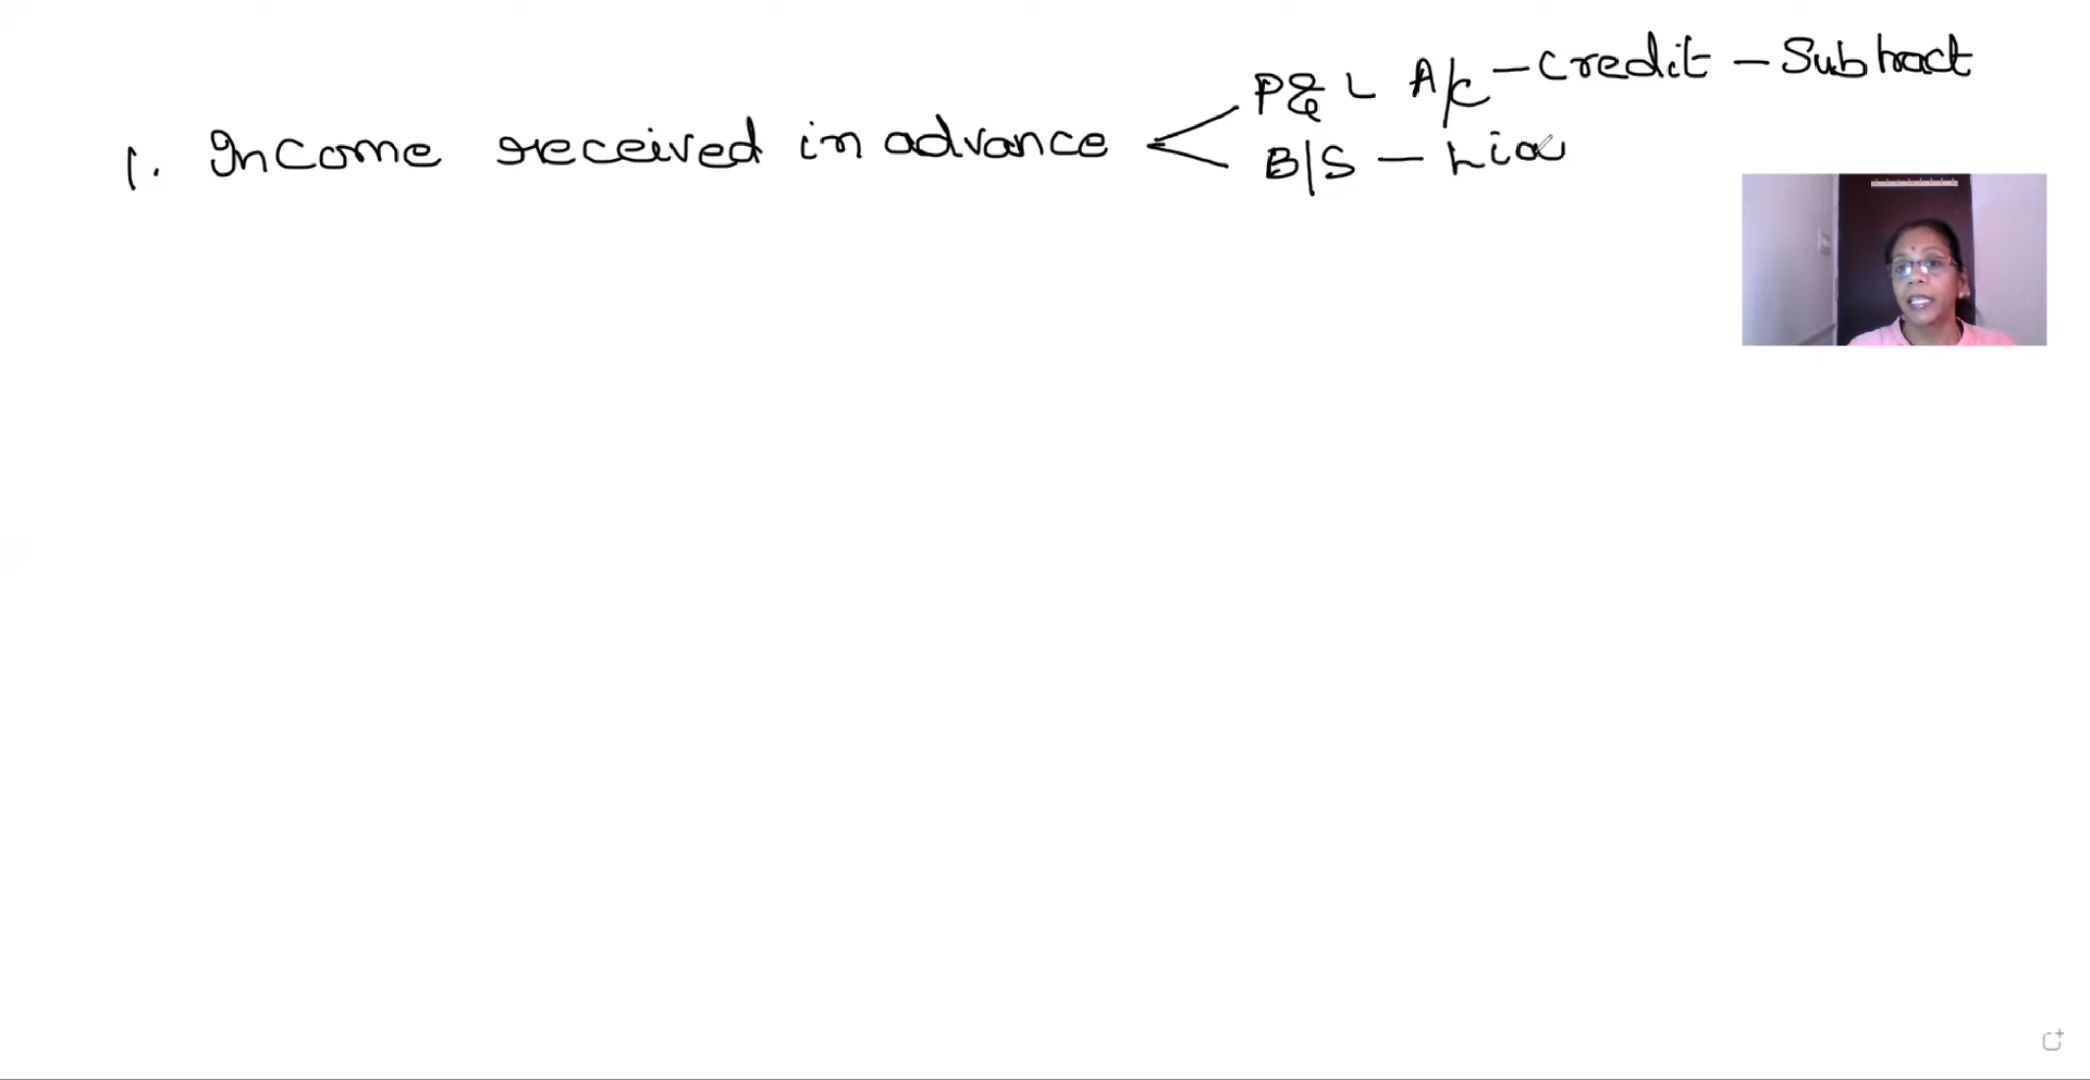 P&L A/c - Credit - Subtract
1. Income received in advance
B/S - Lia